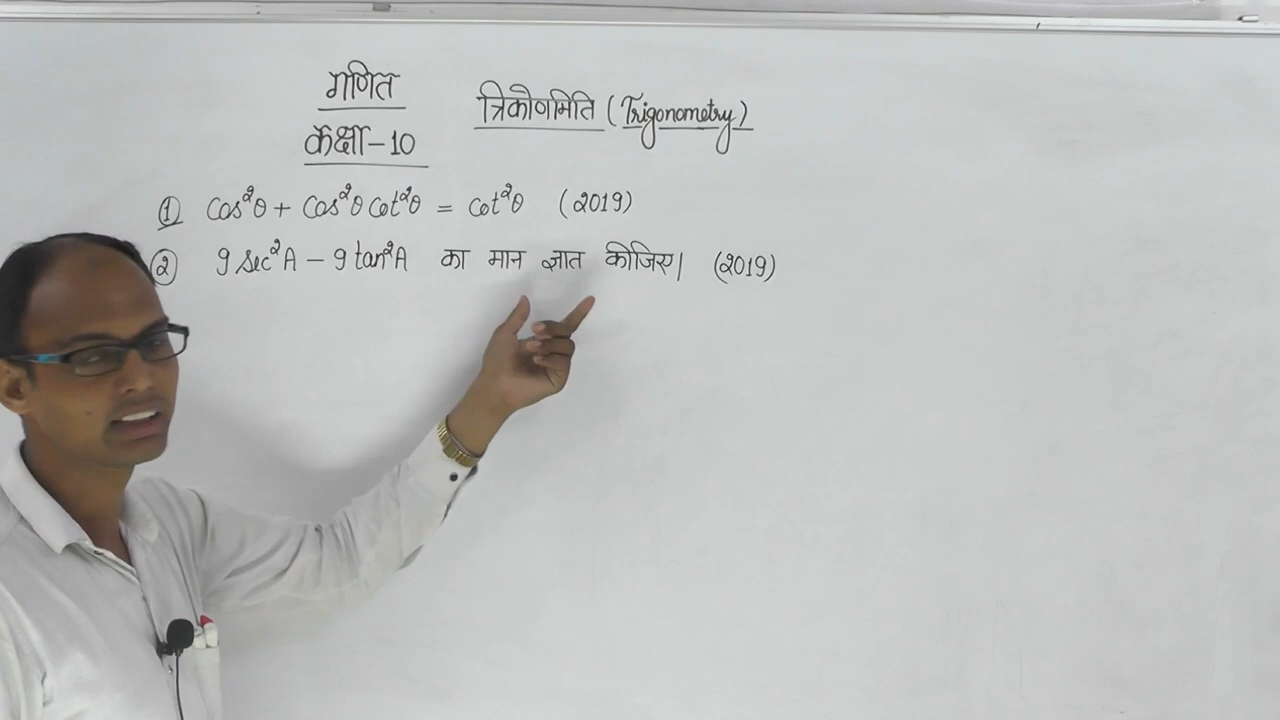 गणित
कक्षा-10
त्रिकोणमिति (Trigonometry)
① Cos²θ + Cos²θ Cot²θ = Cot²θ (2019)
② 9 Sec²A - 9 tan²A का मान ज्ञात कीजिए। (2019)